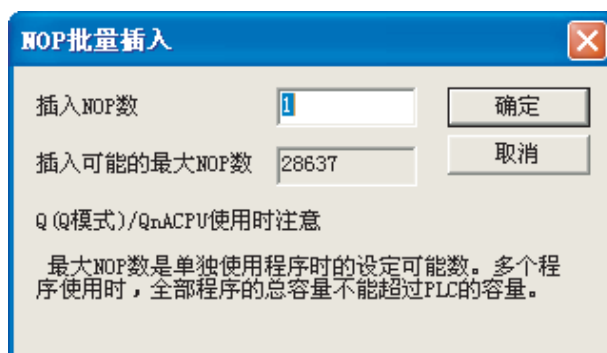 NOP批量插入
插入NOP数 1 确定
插入可能的最大NOP数 28637 取消
Q(Q模式)/QnACPU使用时注意
最大NOP数是单独使用程序时的设定可能数。多个程
序使用时,全部程序的总容量不能超过PLC的容量。